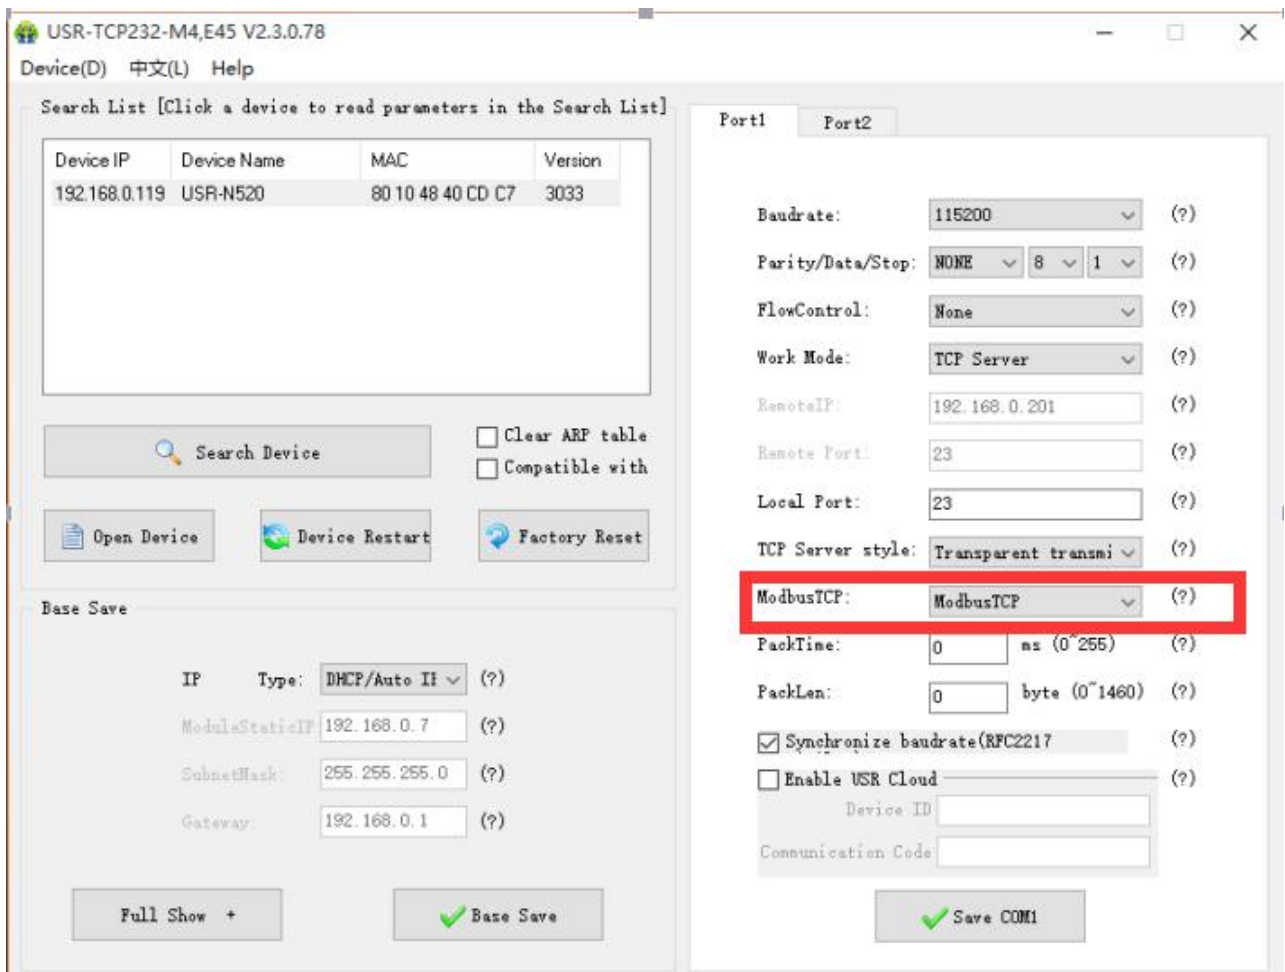 USR-TCP232-M4,E45 V2.3.0.78
Device(D) 中文(L) Help
Search List [Click a device to read parameters in the Search List]
Device IP Device Name MAC Version
192.168.0.119 USR-N520 80 10 48 40 CD C7 3033
Search Device
Clear ARP table
Compatible with
Open Device
Device Restart
Factory Reset
Base Save
IP Type: DHCP/Auto II (?)
ModuleStaticIP 192.168.0.7 (?)
SubnetMask: 255.255.255.0 (?)
Gateway: 192.168.0.1 (?)
Full Show +
Base Save
Port1 Port2
Baudrate: 115200 (?)
Parity/Data/Stop: NONE 8 1 (?)
FlowControl: None (?)
Work Mode: TCP Server (?)
RemoteIP: 192.168.0.201 (?)
Remote Port: 23 (?)
Local Port: 23 (?)
TCP Server style: Transparent transmi (?)
ModbusTCP: ModbusTCP (?)
PackTime: 0 ms (0~255) (?)
PackLen: 0 byte (0~1460) (?)
Synchronize baudrate(RFC2217 (?)
Enable USR Cloud (?)
Device ID
Communication Code
Save COM1